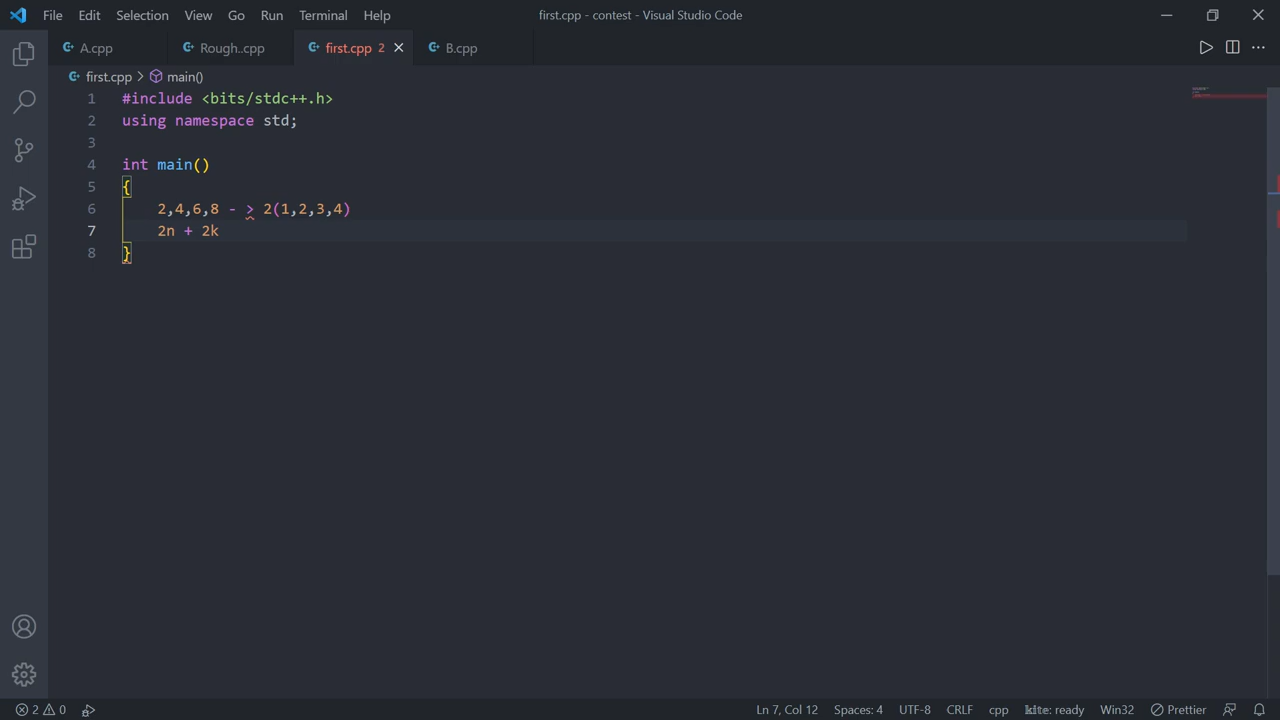 File Edit Selection View Go Run Terminal Help first.cpp - contest - Visual Studio Code
A.cpp Rough..cpp first.cpp 2 B.cpp
first.cpp > main()
1 #include <bits/stdc++.h>
2 using namespace std;
3
4 int main()
5 {
6 2,4,6,8 - > 2(1,2,3,4)
7 2n + 2k
8 }
2 0 Ln 7, Col 12 Spaces: 4 UTF-8 CRLF cpp kite: ready Win32 Prettier